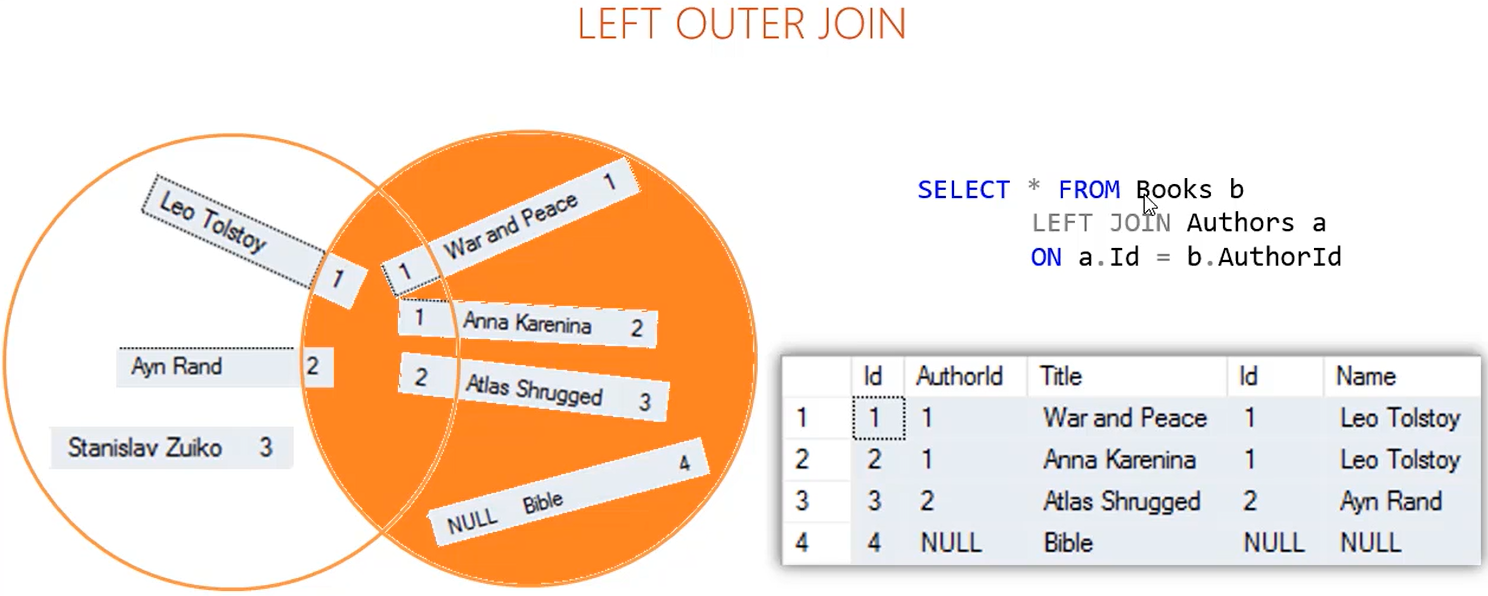 LEFT OUTER JOIN
Leo Tolstoy 1
Ayn Rand 2
Stanislav Zuiko 3
1 War and Peace 1
1 Anna Karenina 2
2 Atlas Shrugged 3
NULL Bible 4
SELECT * FROM Books b
LEFT JOIN Authors a
ON a.Id = b.AuthorId
Id AuthorId Title Id Name
1 1 1 War and Peace 1 Leo Tolstoy
2 2 1 Anna Karenina 1 Leo Tolstoy
3 3 2 Atlas Shrugged 2 Ayn Rand
4 4 NULL Bible NULL NULL